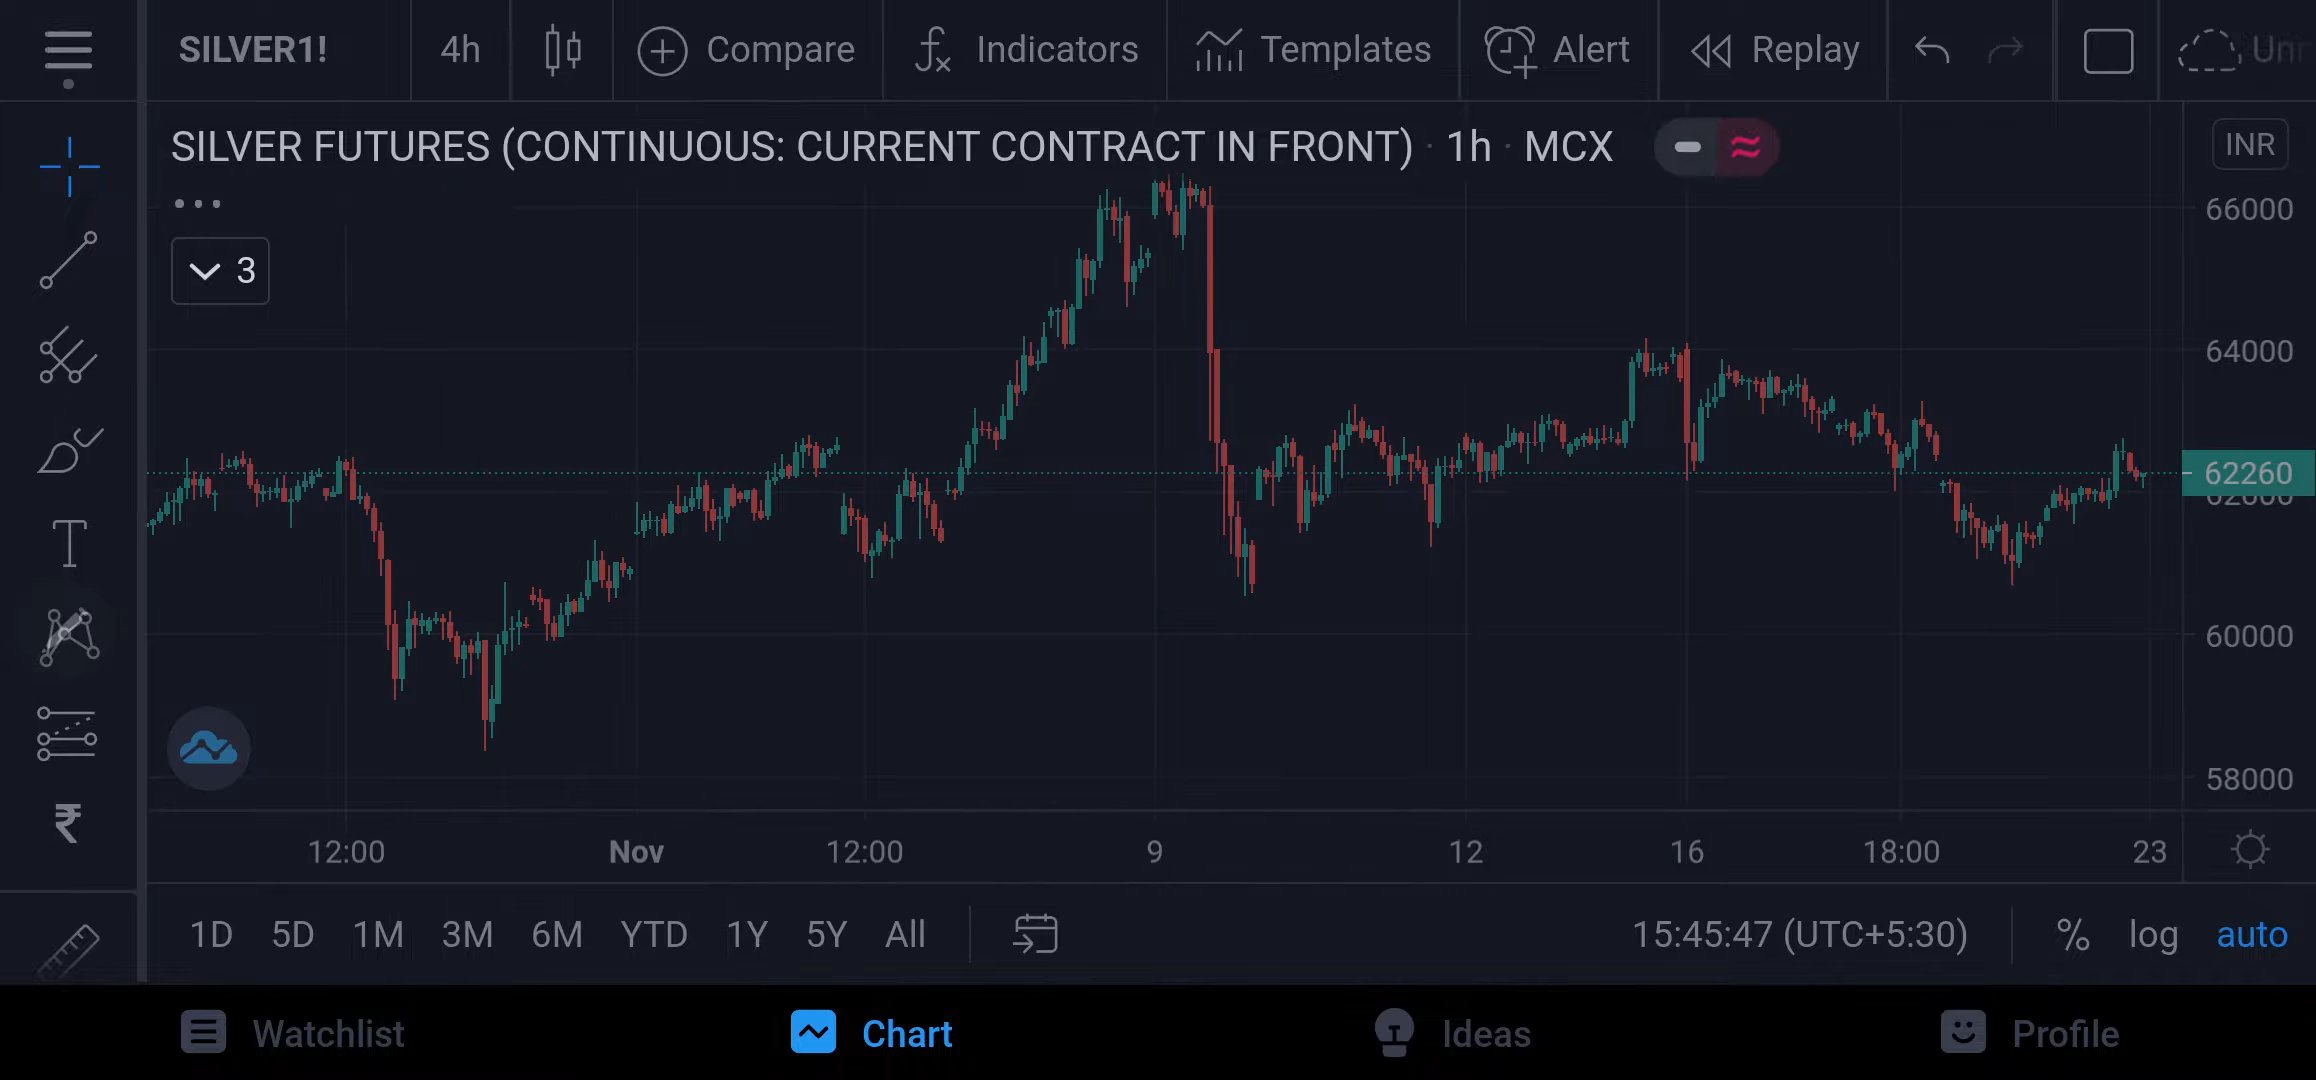 SILVER1! 4h Compare Indicators Templates Alert Replay
SILVER FUTURES (CONTINUOUS: CURRENT CONTRACT IN FRONT) · 1h · MCX
INR
3
66000
64000
62260
62000
60000
58000
12:00 Nov 12:00 9 12 16 18:00 23
1D 5D 1M 3M 6M YTD 1Y 5Y All 15:45:47 (UTC+5:30) % log auto
Watchlist Chart Ideas Profile